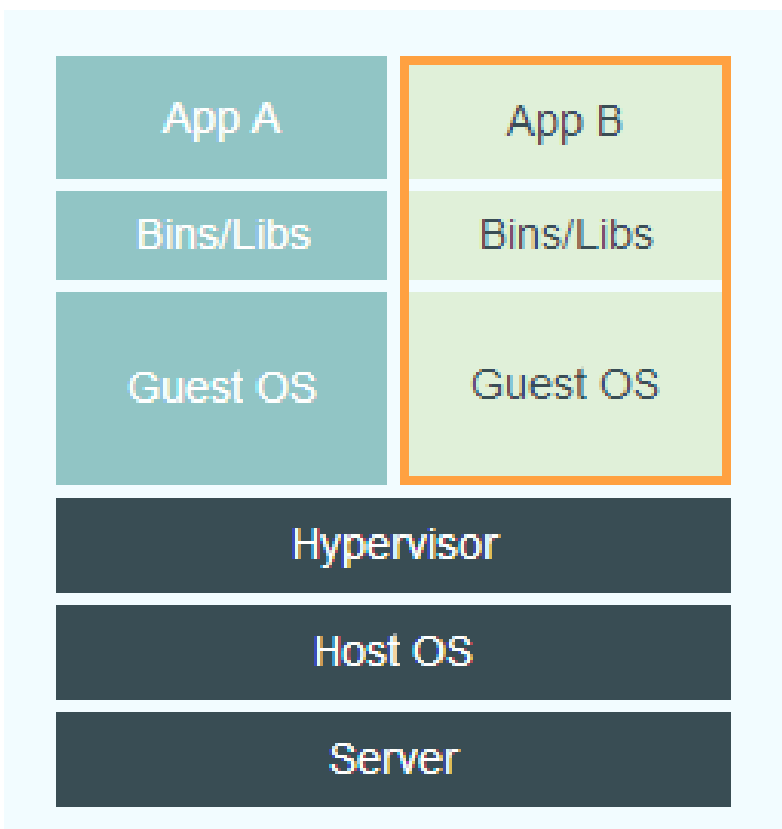 App A
App B
Bins/Libs
Bins/Libs
Guest OS
Guest OS
Hypervisor
Host OS
Server